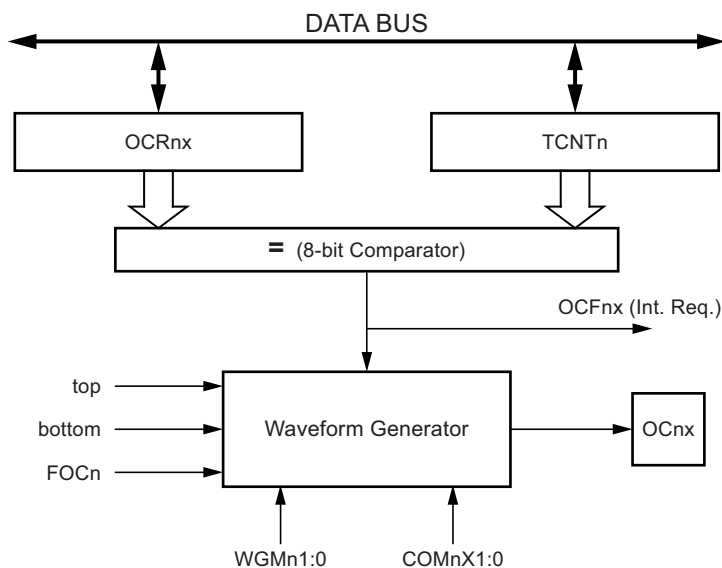 DATA BUS
OCRnx
TCNTn
= (8-bit Comparator)
OCFnx (Int. Req.)
top
bottom
FOCn
Waveform Generator
OCnx
WGMn1:0
COMnX1:0